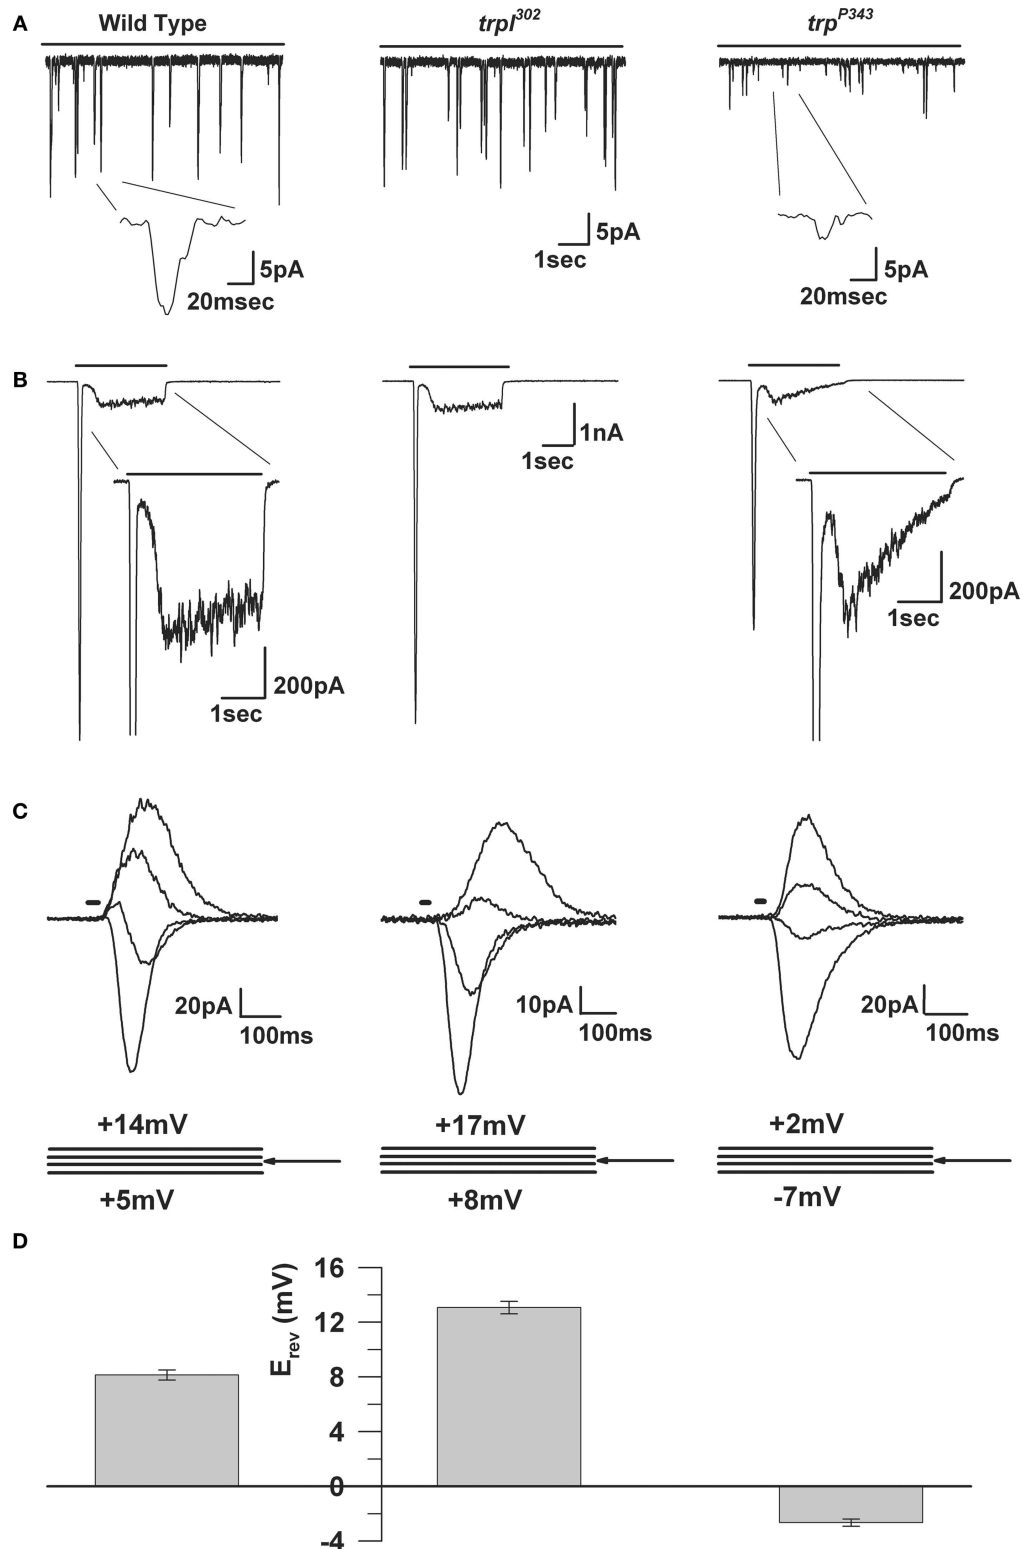 A
Wild Type
trpl302
trpP343
5pA
20msec
5pA
1sec
5pA
20msec
B
1nA
1sec
200pA
1sec
200pA
1sec
C
20pA
100ms
10pA
100ms
20pA
100ms
+14mV
+17mV
+2mV
+5mV
+8mV
-7mV
D
Erev (mV)
16
12
8
4
0
-4